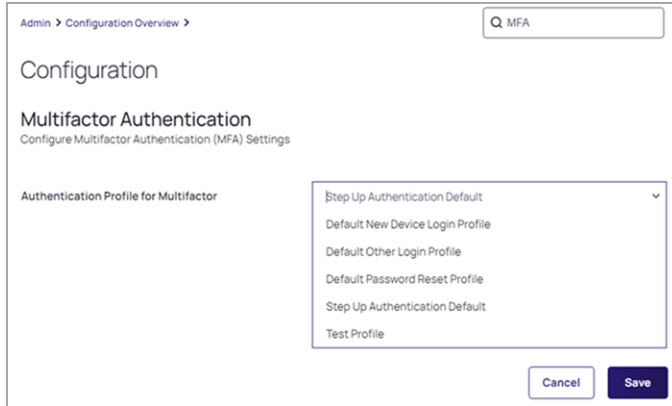 Admin > Configuration Overview >
MFA
Configuration
Multifactor Authentication
Configure Multifactor Authentication (MFA) Settings
Authentication Profile for Multifactor
Step Up Authentication Default
Default New Device Login Profile
Default Other Login Profile
Default Password Reset Profile
Step Up Authentication Default
Test Profile
Cancel
Save